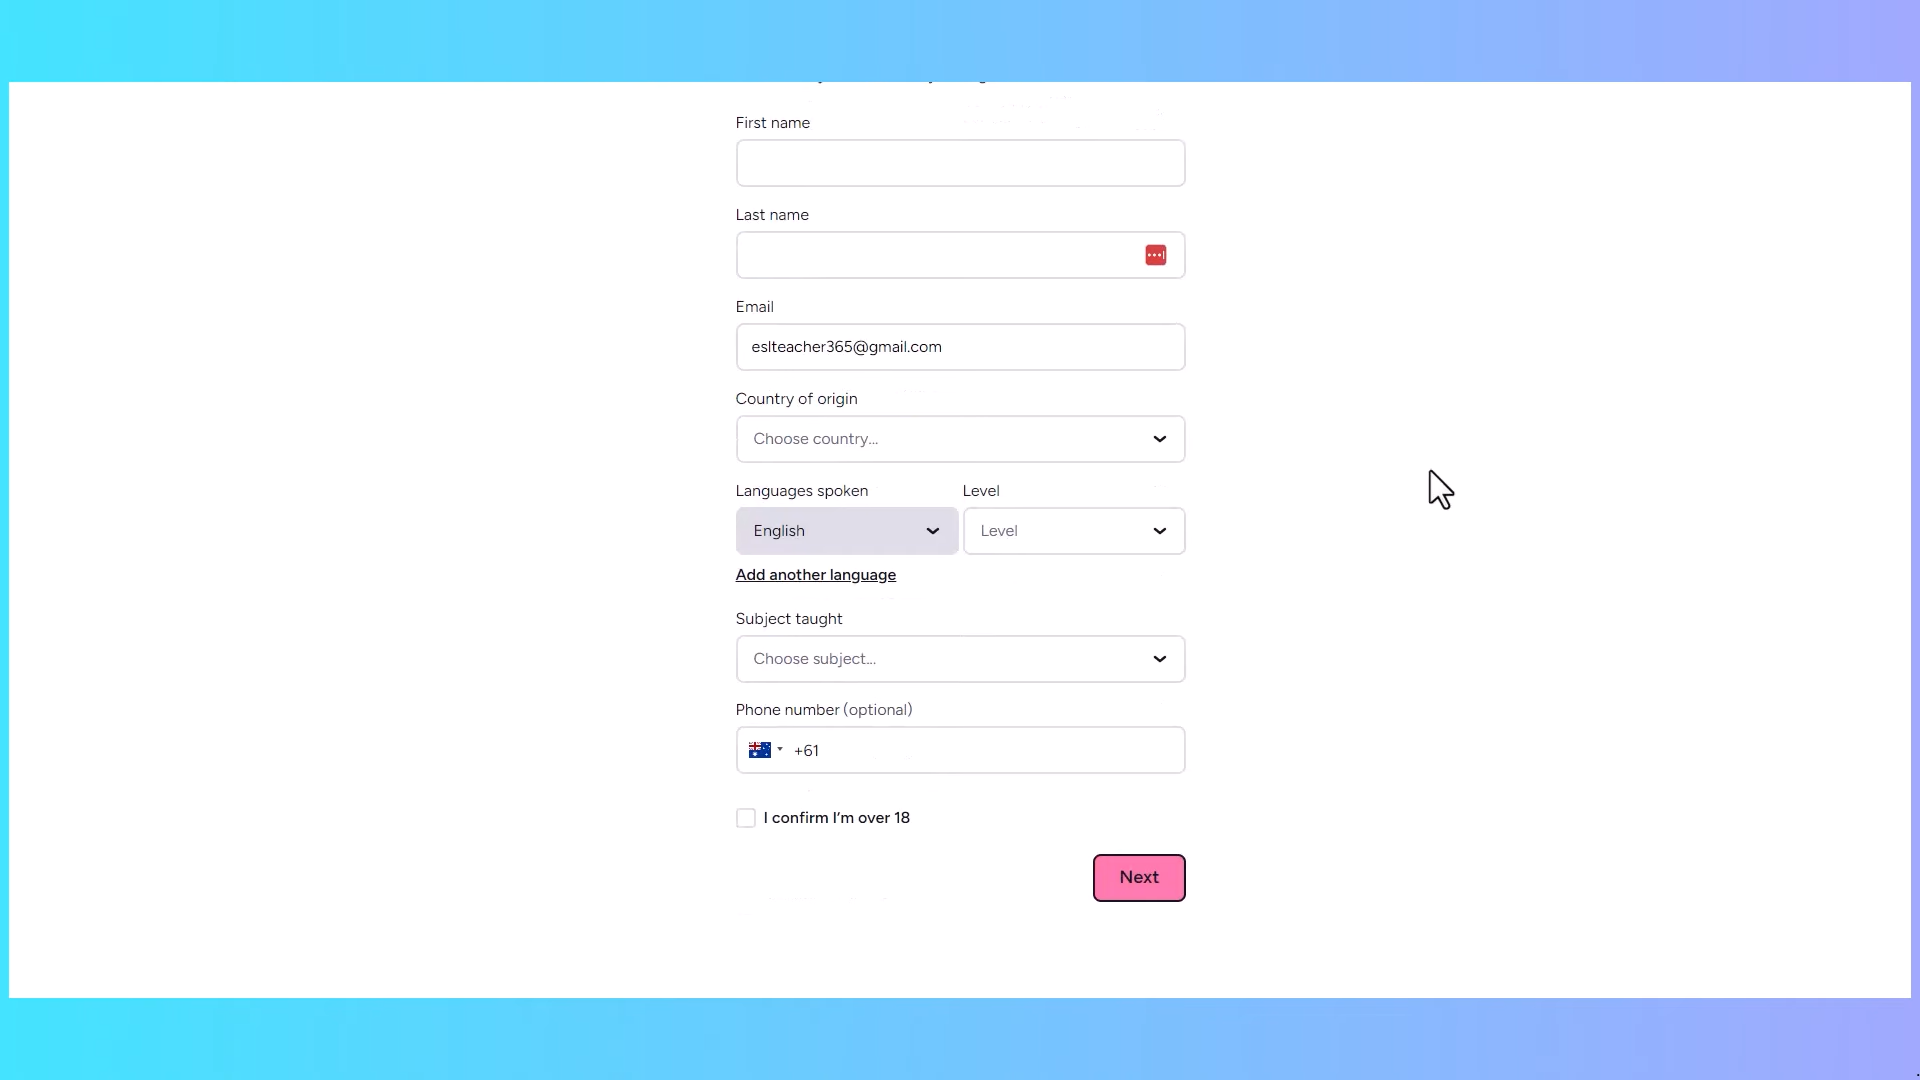 First name
Last name
Email
eslteacher365@gmail.com
Country of origin
Choose country...
Languages spoken Level
English Level
Add another language
Subject taught
Choose subject...
Phone number (optional)
+61
I confirm I'm over 18
Next